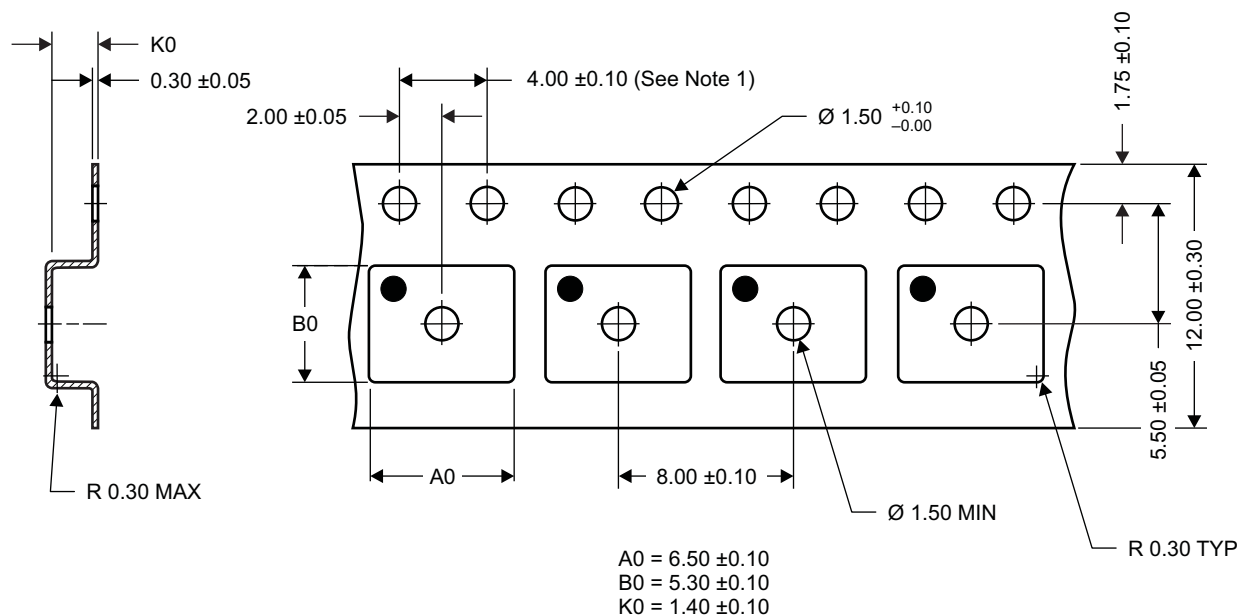 K0
0.30 ±0.05
4.00 ±0.10 (See Note 1)
2.00 ±0.05
Ø 1.50 +0.10 –0.00
1.75 ±0.10
B0
12.00 ±0.30
5.50 ±0.05
R 0.30 MAX
A0
8.00 ±0.10
Ø 1.50 MIN
R 0.30 TYP
A0 = 6.50 ±0.10
B0 = 5.30 ±0.10
K0 = 1.40 ±0.10